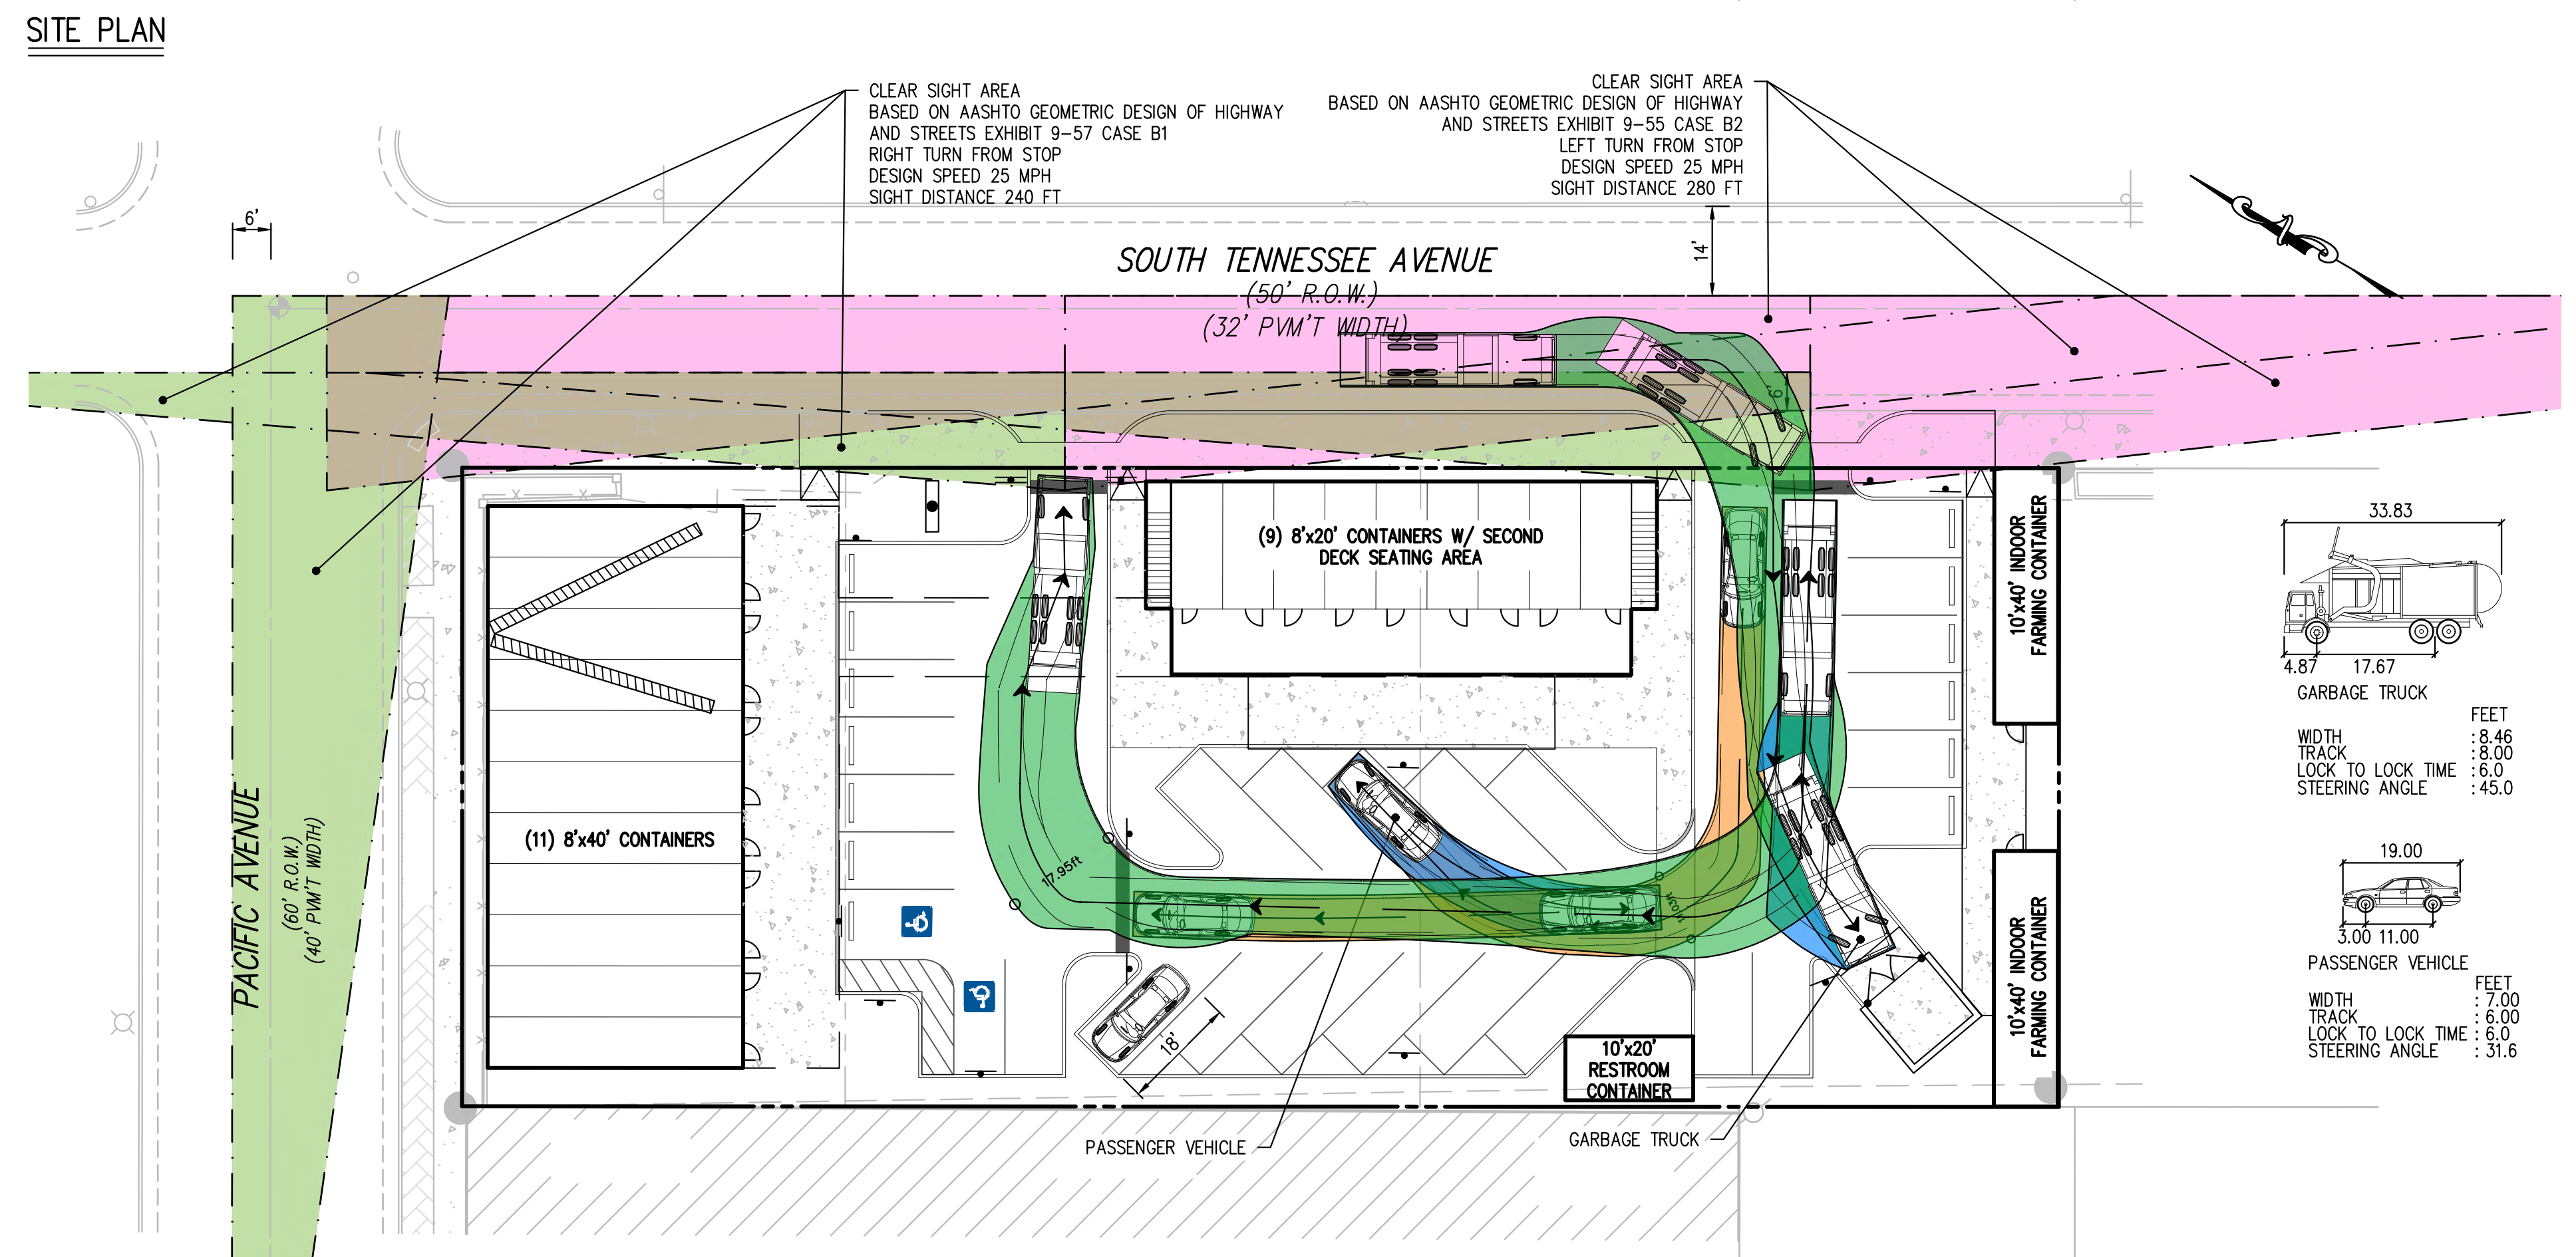 SITE PLAN
CLEAR SIGHT AREA
BASED ON AASHTO GEOMETRIC DESIGN OF HIGHWAY
AND STREETS EXHIBIT 9-57 CASE B1
RIGHT TURN FROM STOP
DESIGN SPEED 25 MPH
SIGHT DISTANCE 240 FT
CLEAR SIGHT AREA
BASED ON AASHTO GEOMETRIC DESIGN OF HIGHWAY
AND STREETS EXHIBIT 9-55 CASE B2
LEFT TURN FROM STOP
DESIGN SPEED 25 MPH
SIGHT DISTANCE 280 FT
6'
14'
SOUTH TENNESSEE AVENUE
(50' R.O.W.)
(32' PVM'T WIDTH)
6'
PACIFIC AVENUE
(60' R.O.W.)
(40' PVM'T WIDTH)
(11) 8'x40' CONTAINERS
(9) 8'x20' CONTAINERS W/ SECOND
DECK SEATING AREA
10'x40' INDOOR
FARMING CONTAINER
10'x40' INDOOR
FARMING CONTAINER
17.95ft
18'
10'x20'
RESTROOM
CONTAINER
PASSENGER VEHICLE
GARBAGE TRUCK
33.83
4.87 17.67
GARBAGE TRUCK
FEET
WIDTH : 8.46
TRACK : 8.00
LOCK TO LOCK TIME : 6.0
STEERING ANGLE : 45.0
19.00
3.00 11.00
PASSENGER VEHICLE
FEET
WIDTH : 7.00
TRACK : 6.00
LOCK TO LOCK TIME : 6.0
STEERING ANGLE : 31.6